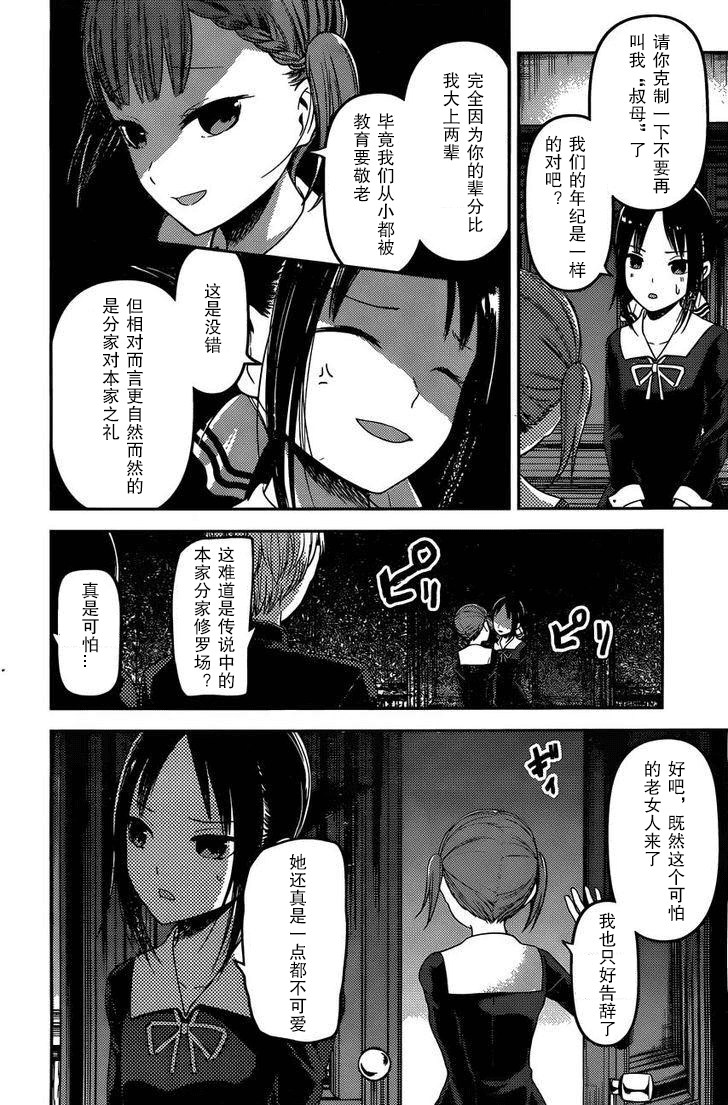 请你克制一下不要再
叫我“叔母”了
我们的年纪是一样
的对吧？
完全因为你的辈分比
我大上两辈
毕竟我们从小都被
教育要敬老
这是没错
但相对而言更自然而然的
是分家对本家之礼
ピリ
ピリ
这难道是传说中的
本家分家修罗场？
真是可怕…
好吧，既然这个可怕
的老女人来了
我也只好告辞了
ギィ
她还真是一点都不可爱